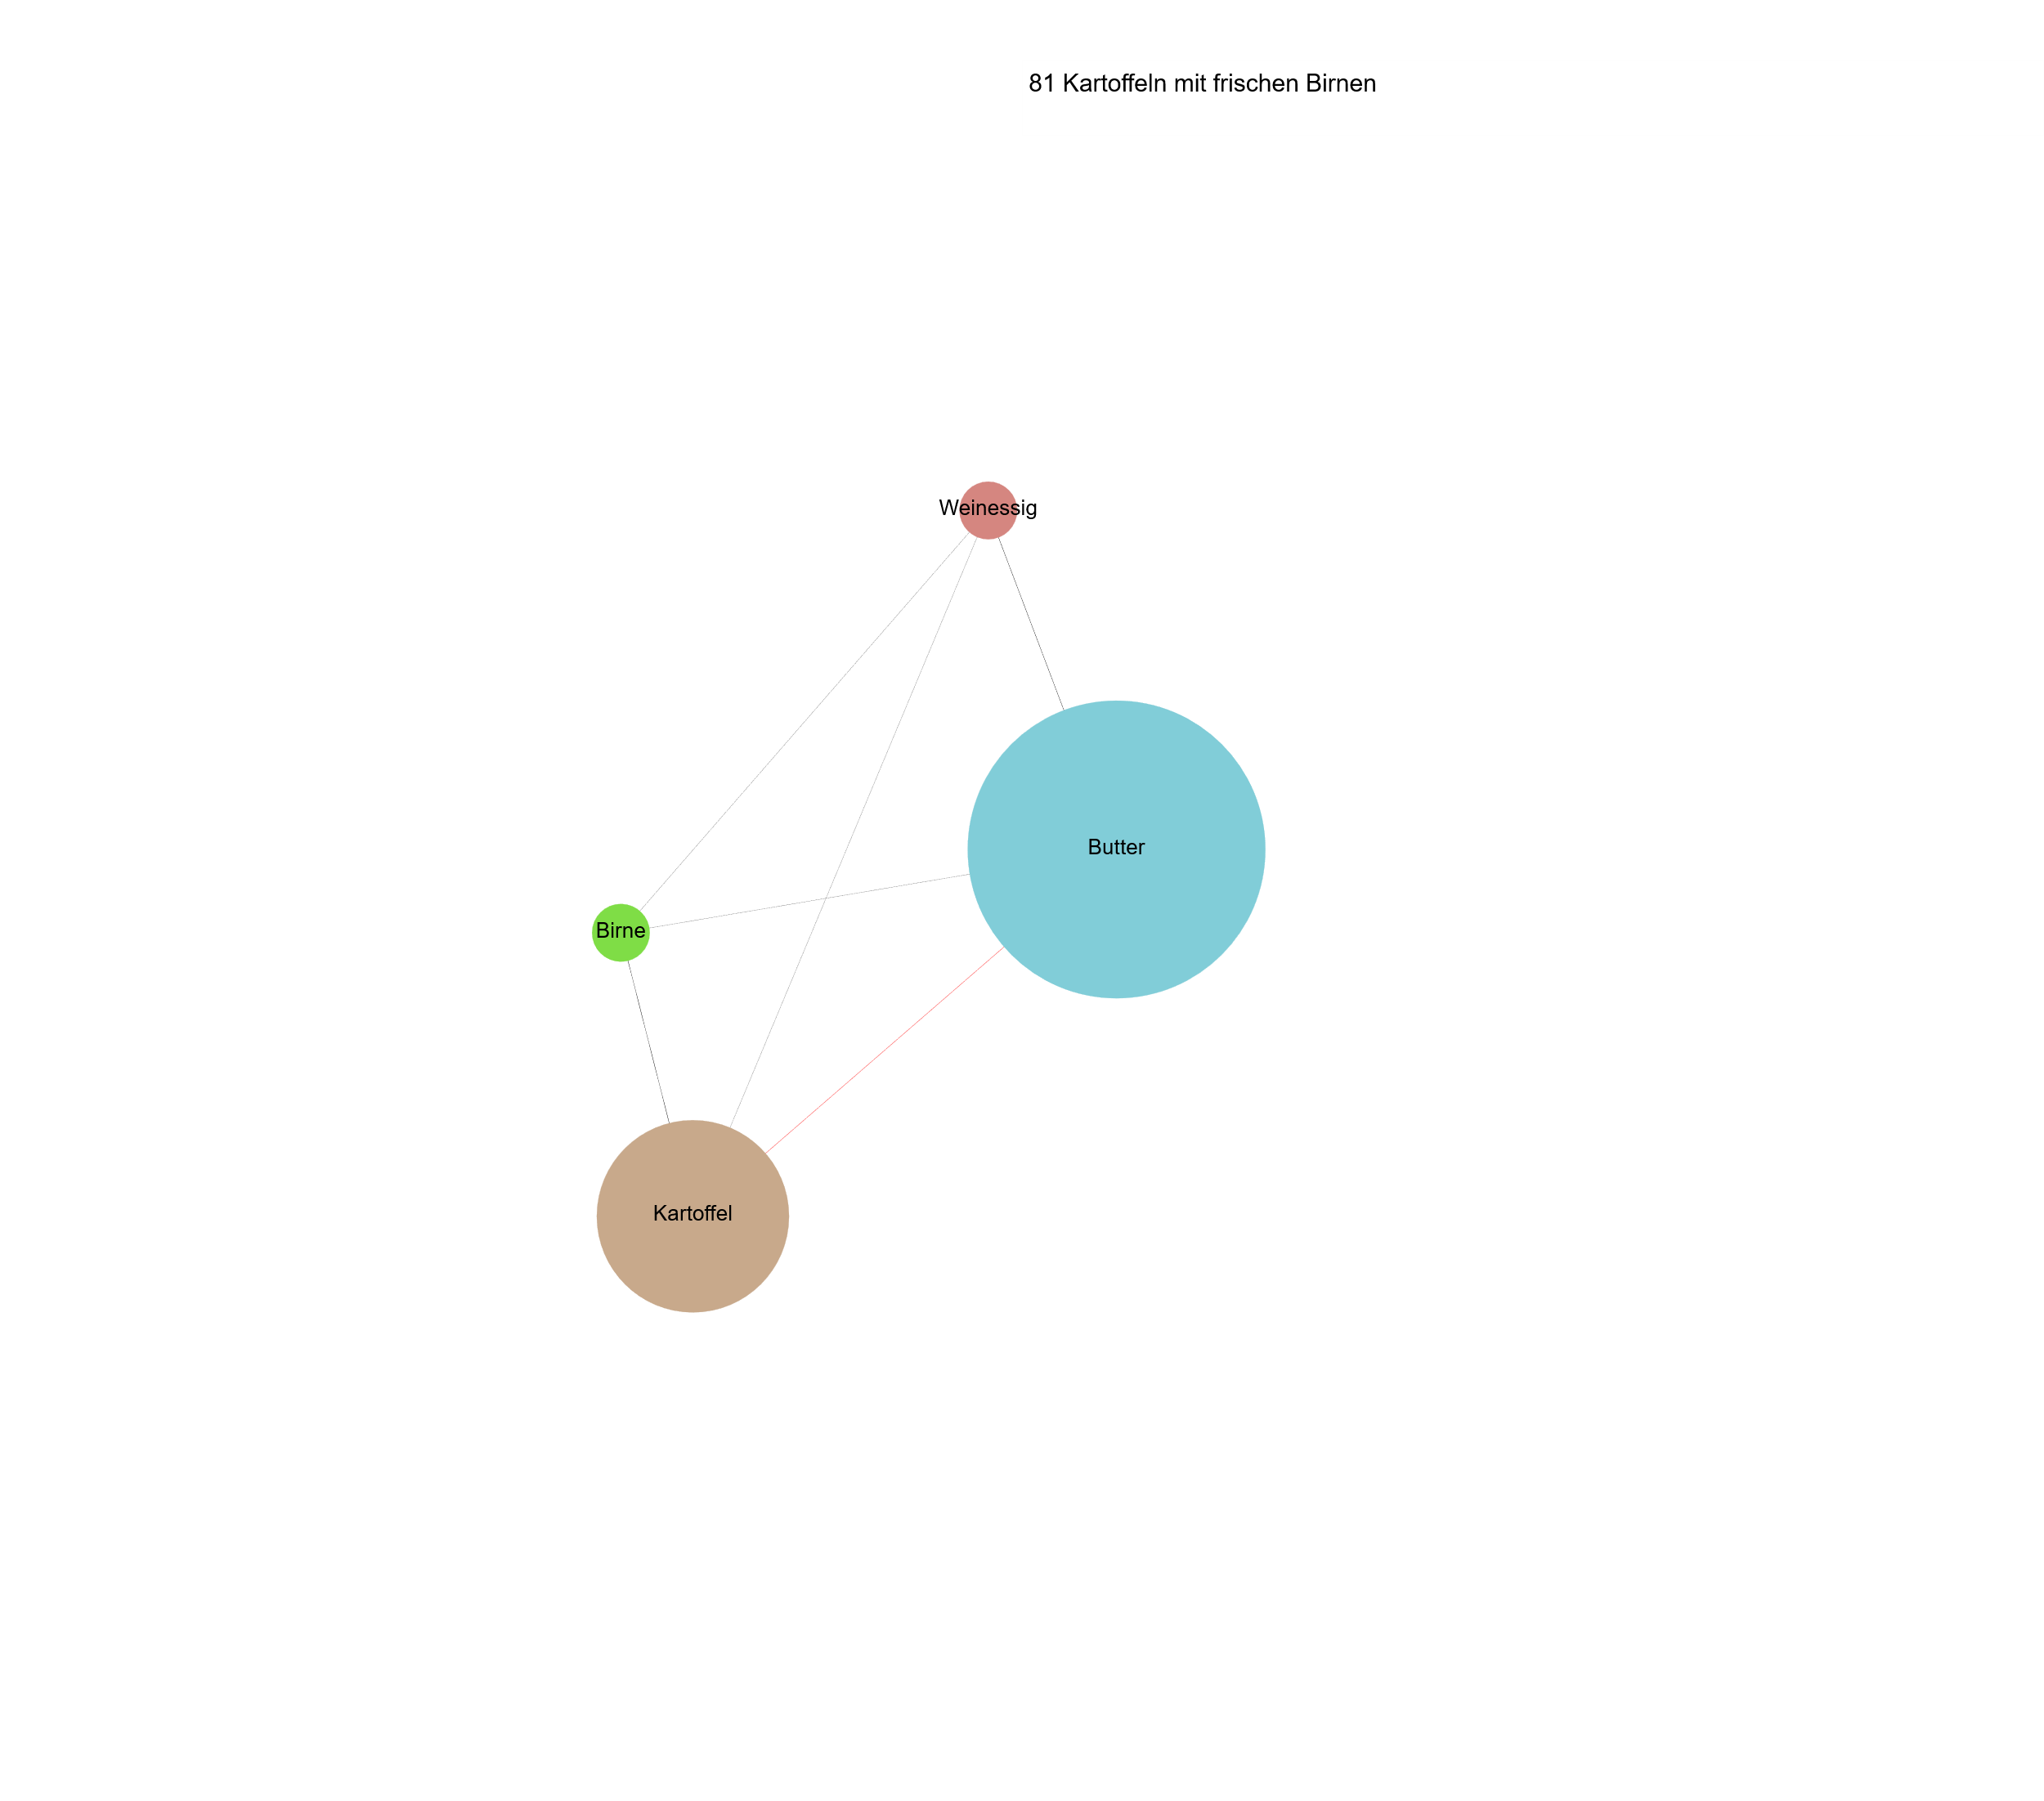 81 Kartoffeln mit frischen Birnen
Weinessig
Butter
Birne
Kartoffel